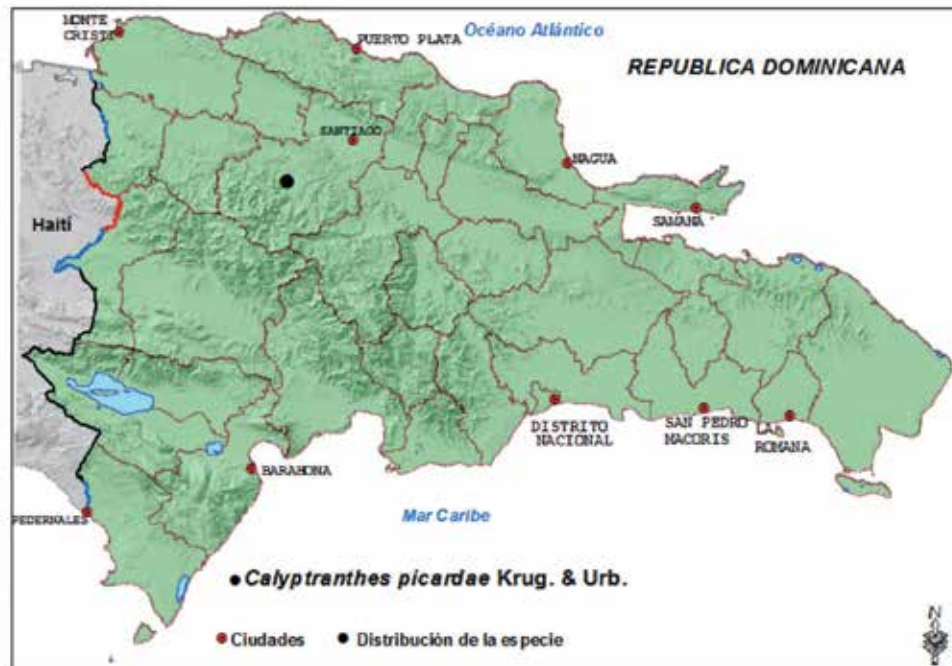 MONTE
CRISTI
PUERTO PLATA
Océano Atlántico
REPUBLICA DOMINICANA
SANTIAGO
NAGUA
SAMANA
Haití
DISTRITO
NACIONAL
SAN PEDRO
MACORIS
LA
ROMANA
BARAHONA
PEDERNALES
Mar Caribe
Calyptranthes picardae Krug. & Urb.
Ciudades
Distribución de la especie
N